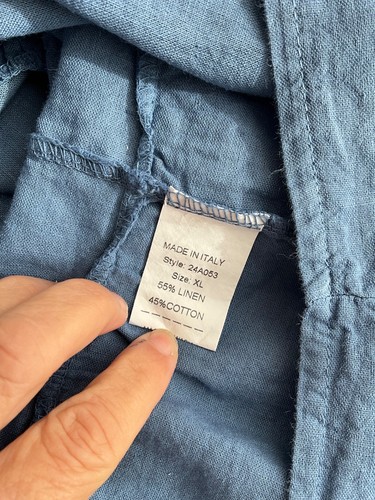 MADE IN ITALY
Style: 24A053
Size: XL
55% LINEN
45%COTTON
------